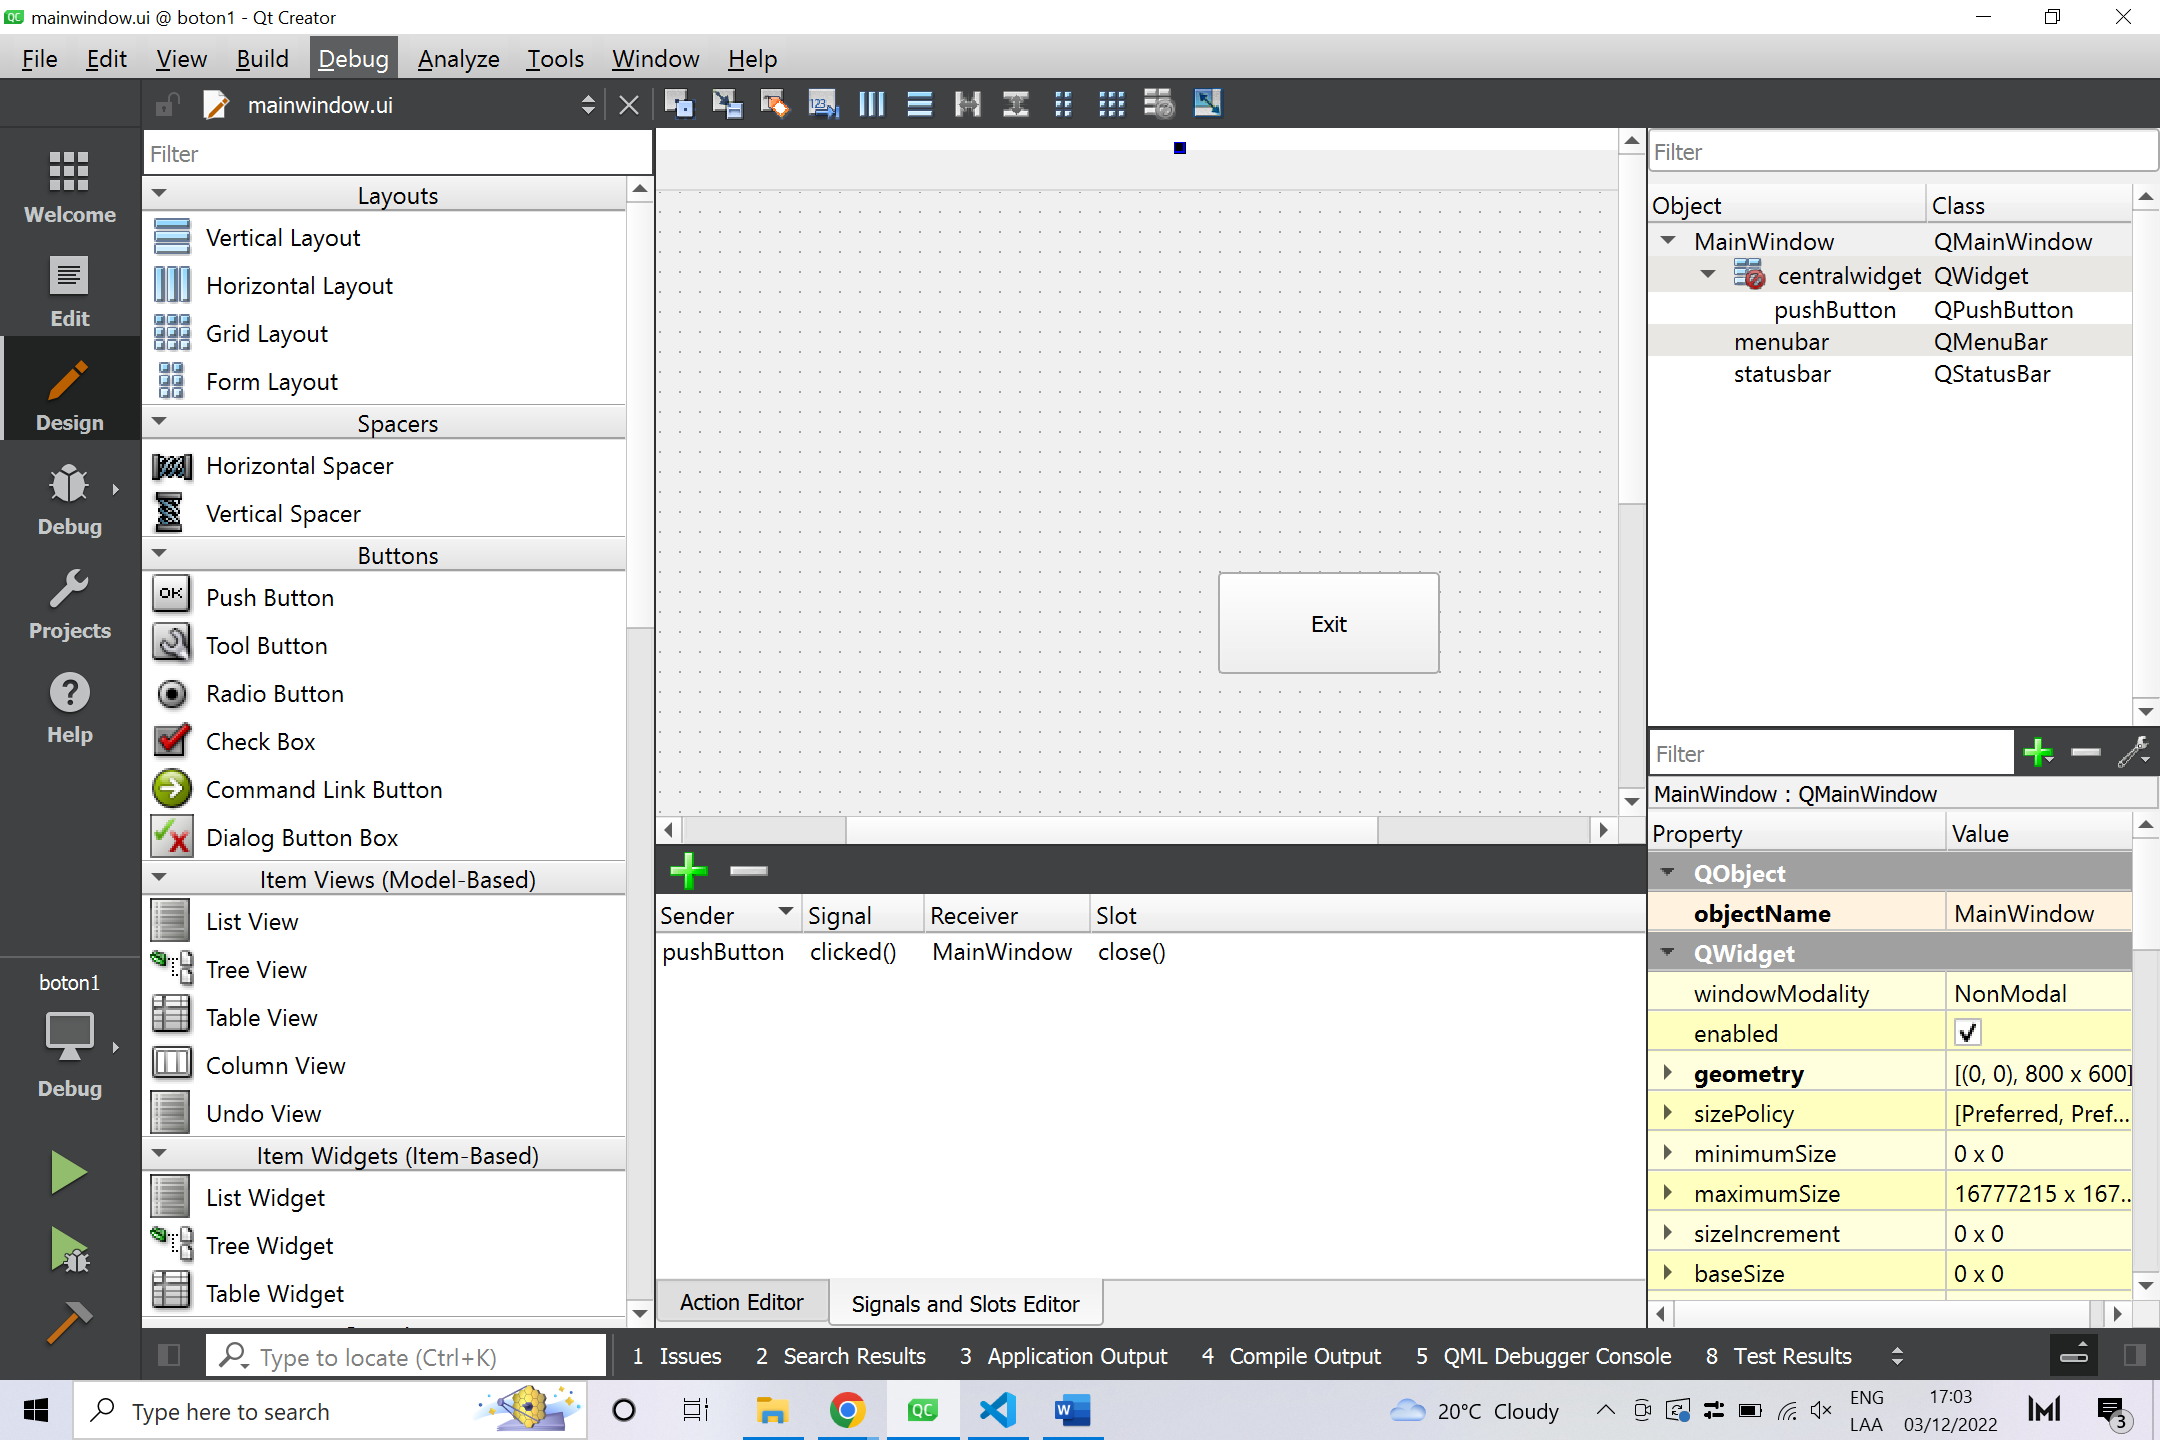 mainwindow.ui @ boton1 - Qt Creator
File Edit View Build Debug Analyze Tools Window Help
mainwindow.ui
Welcome
Edit
Design
Debug
Projects
Help
boton1
Debug
Filter
Layouts
Vertical Layout
Horizontal Layout
Grid Layout
Form Layout
Spacers
Horizontal Spacer
Vertical Spacer
Buttons
OK Push Button
Tool Button
Radio Button
Check Box
Command Link Button
Dialog Button Box
Item Views (Model-Based)
List View
Tree View
Table View
Column View
Undo View
Item Widgets (Item-Based)
List Widget
Tree Widget
Table Widget
Exit
Sender Signal Receiver Slot
pushButton clicked() MainWindow close()
Action Editor Signals and Slots Editor
Filter
Object Class
MainWindow QMainWindow
centralwidget QWidget
pushButton QPushButton
menubar QMenuBar
statusbar QStatusBar
Filter
MainWindow : QMainWindow
Property Value
QObject
objectName MainWindow
QWidget
windowModality NonModal
enabled
geometry [(0, 0), 800 x 600]
sizePolicy [Preferred, Pref...
minimumSize 0 x 0
maximumSize 16777215 x 167..
sizeIncrement 0 x 0
baseSize 0 x 0
Type to locate (Ctrl+K) 1 Issues 2 Search Results 3 Application Output 4 Compile Output 5 QML Debugger Console 8 Test Results
Type here to search
20°C Cloudy
ENG
LAA
17:03
03/12/2022
3